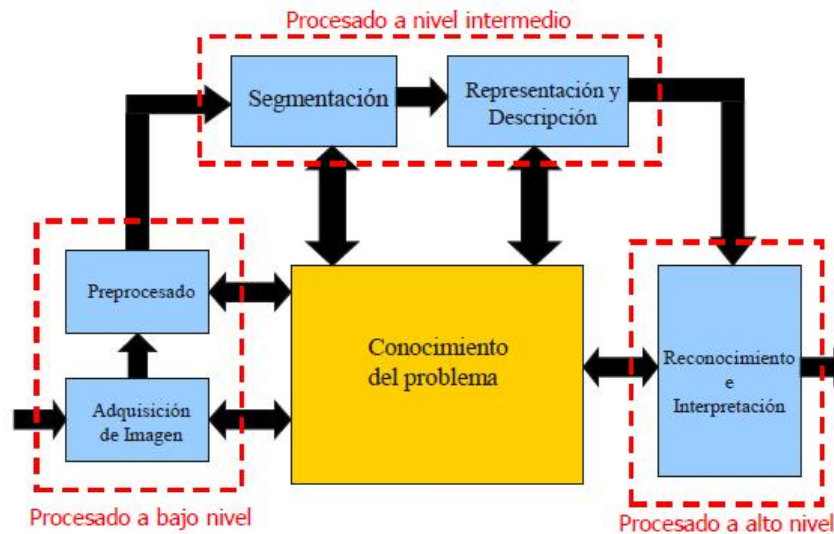 Procesado a nivel intermedio
Segmentación
Representación y
Descripción
Preprocesado
Conocimiento
del problema
Reconocimiento
e
Interpretación
Adquisición
de Imagen
Procesado a bajo nivel
Procesado a alto nivel